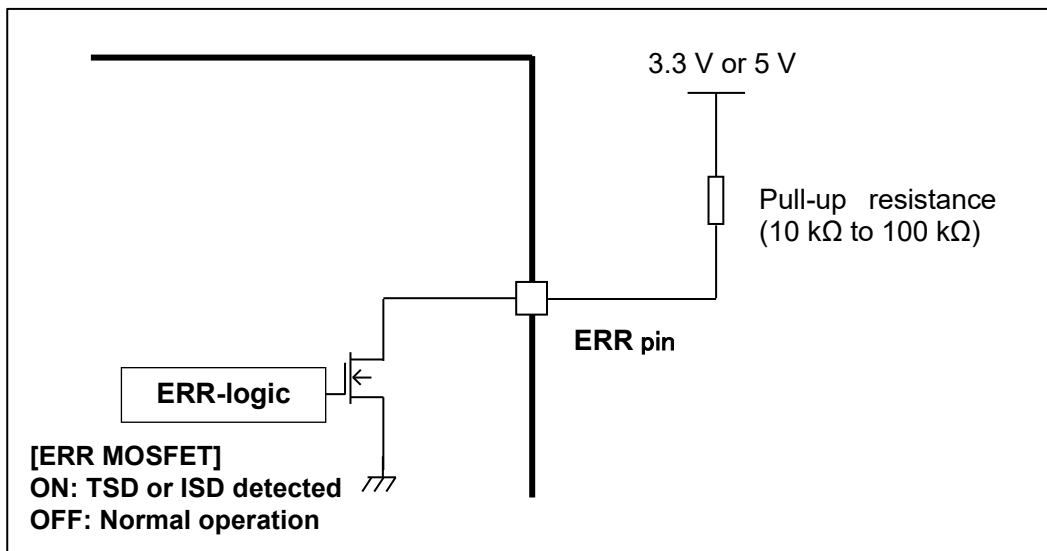 3.3 V or 5 V
Pull-up resistance
(10 kΩ to 100 kΩ)
ERR pin
ERR-logic
[ERR MOSFET]
ON: TSD or ISD detected
OFF: Normal operation